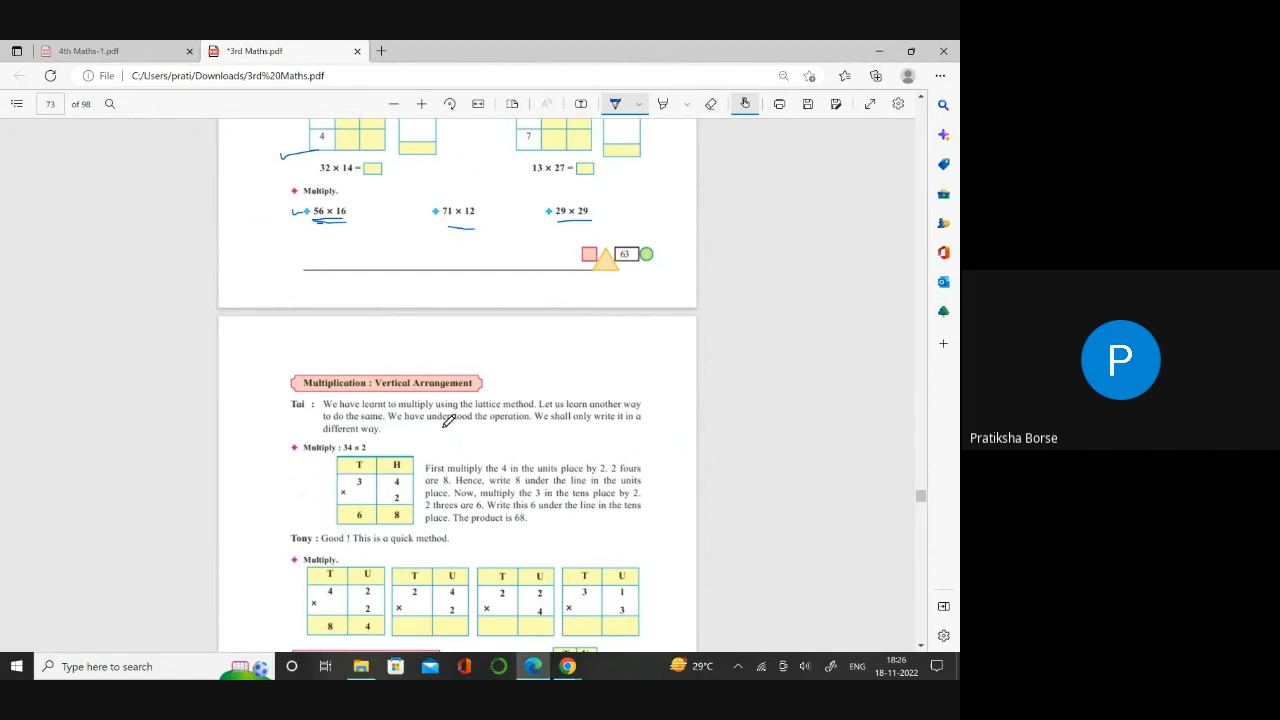 4th Maths-1.pdf
*3rd Maths.pdf
File
C:/Users/prati/Downloads/3rd%20Maths.pdf
73 of 98
4
7
32 × 14 =
13 × 27 =
Multiply.
56 × 16
71 × 12
29 × 29
63
Multiplication : Vertical Arrangement
Tai : We have learnt to multiply using the lattice method. Let us learn another way
to do the same. We have understood the operation. We shall only write it in a
different way.
Multiply : 34 × 2
T H
3 4
× 2
6 8
First multiply the 4 in the units place by 2. 2 fours
are 8. Hence, write 8 under the line in the units
place. Now, multiply the 3 in the tens place by 2.
2 threes are 6. Write this 6 under the line in the tens
place. The product is 68.
Tony : Good ! This is a quick method.
Multiply.
T U T U T U T U
4 2 2 4 2 2 3 1
× 2 × 2 × 4 × 3
8 4
P
Pratiksha Borse
Type here to search
29°C
ENG
18:26
18-11-2022